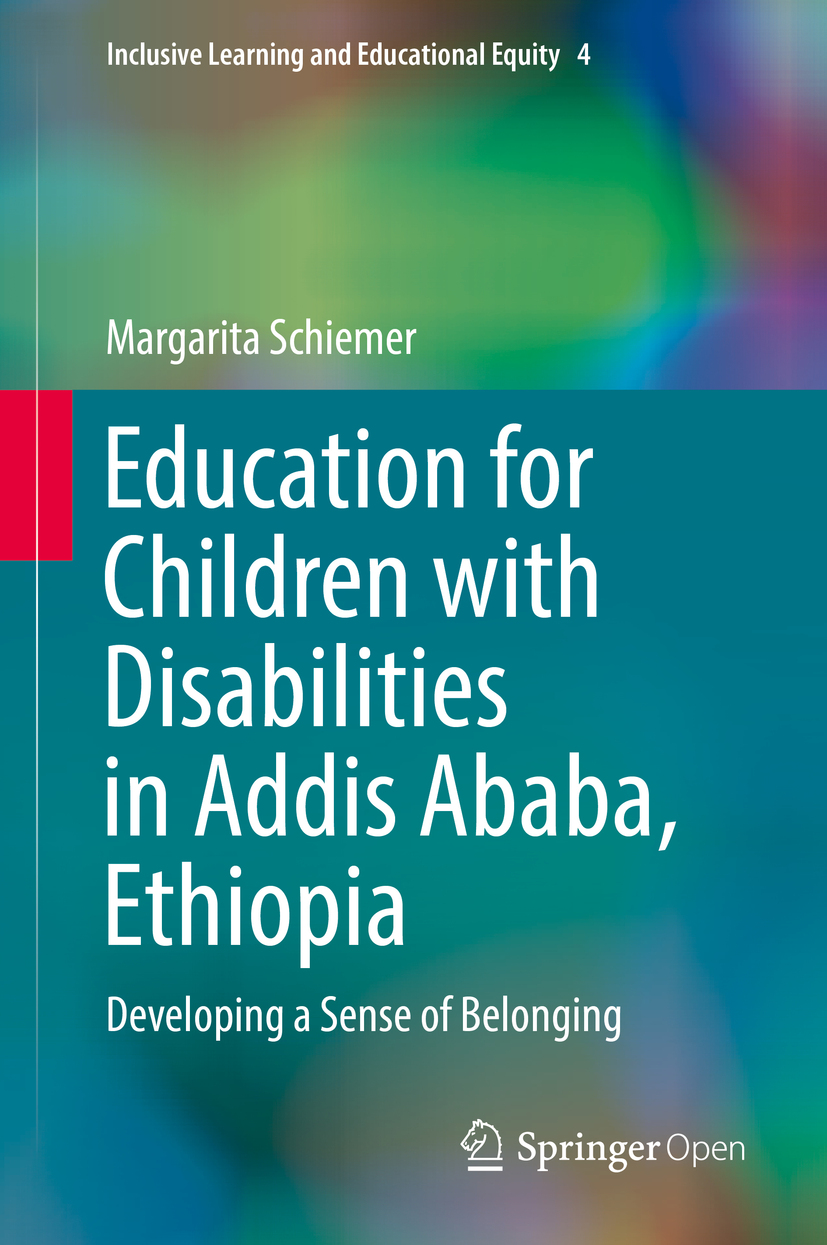 Inclusive Learning and Educational Equity 4
Margarita Schiemer
Education for
Children with
Disabilities
in Addis Ababa,
Ethiopia
Developing a Sense of Belonging
Springer Open